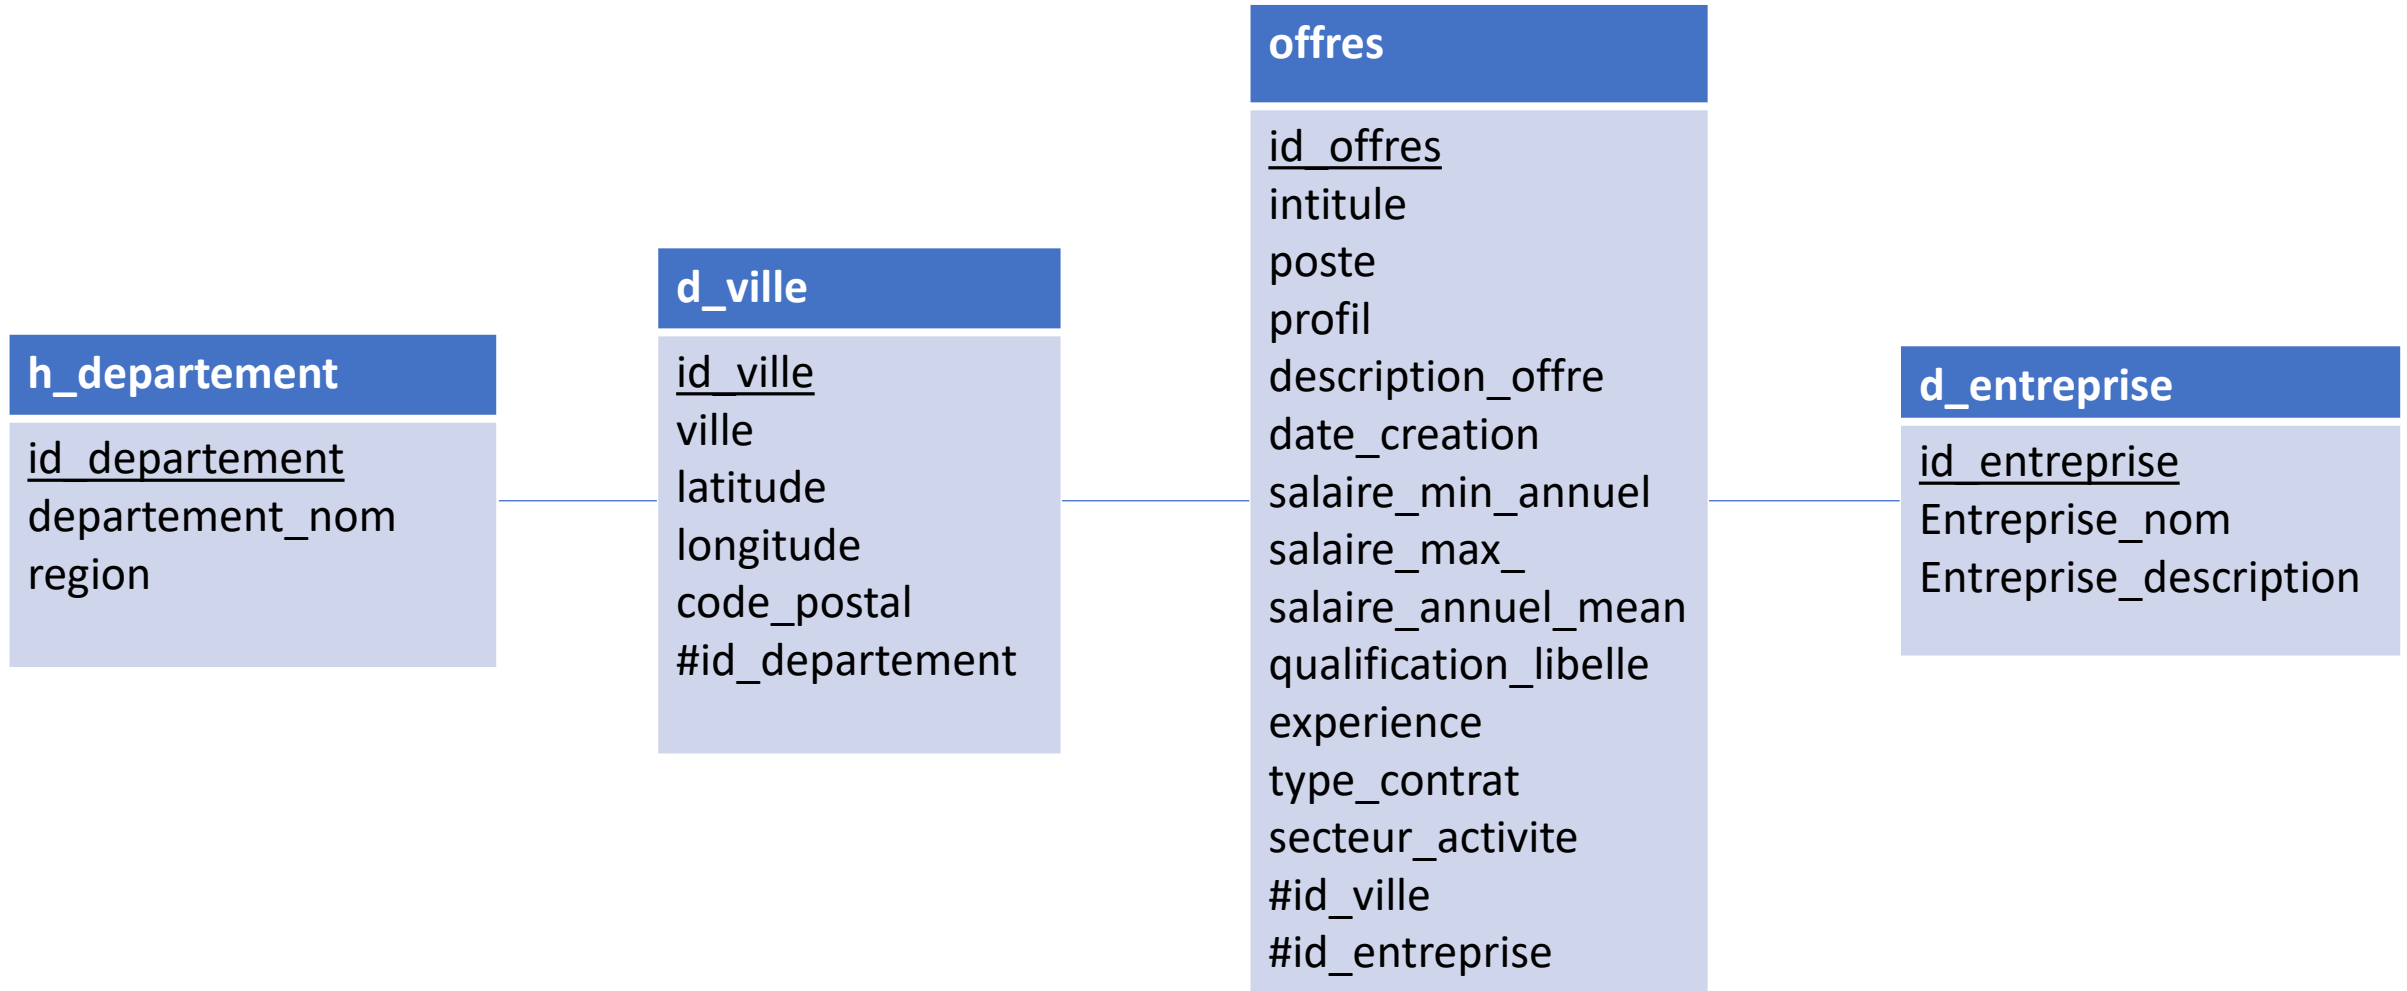 h_departement
id_departement
departement_nom
region
d_ville
id_ville
ville
latitude
longitude
code_postal
#id_departement
offres
id_offres
intitule
poste
profil
description_offre
date_creation
salaire_min_annuel
salaire_max_
salaire_annuel_mean
qualification_libelle
experience
type_contrat
secteur_activite
#id_ville
#id_entreprise
d_entreprise
id_entreprise
Entreprise_nom
Entreprise_description